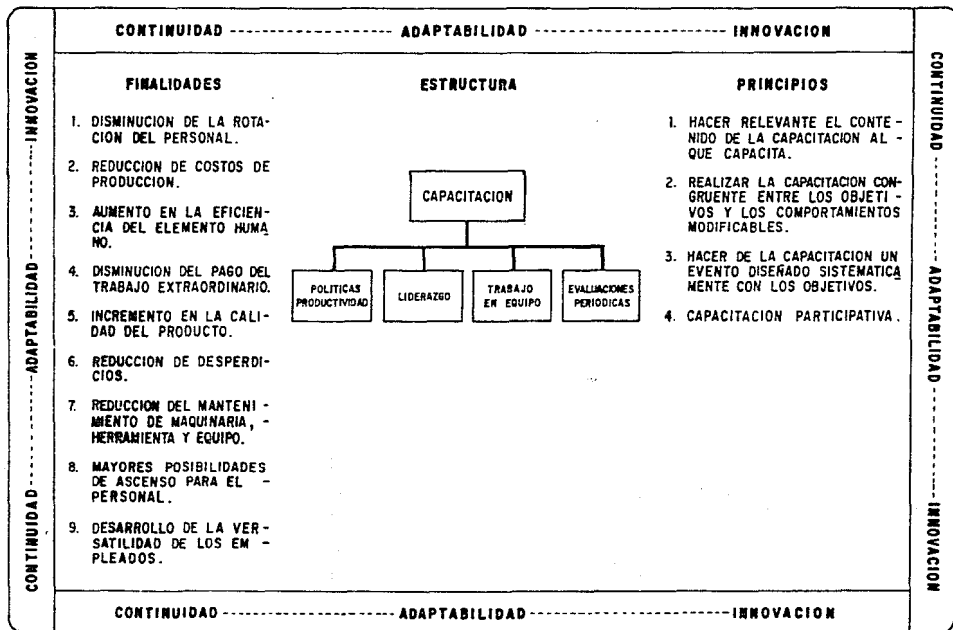 CONTINUIDAD ---------------- ADAPTABILIDAD ---------------- INNOVACION
CONTINUIDAD ------ ADAPTABILIDAD ------ INNOVACION
FINALIDADES
1. DISMINUCION DE LA ROTA-
CION DEL PERSONAL.
2. REDUCCION DE COSTOS DE
PRODUCCION.
3. AUMENTO EN LA EFICIEN-
CIA DEL ELEMENTO HUMA
NO.
4. DISMINUCION DEL PAGO DEL
TRABAJO EXTRAORDINARIO.
5. INCREMENTO EN LA CALI
DAD DEL PRODUCTO.
6. REDUCCION DE DESPERDI-
CIOS.
7. REDUCCION DEL MANTENI-
MIENTO DE MAQUINARIA, -
HERRAMIENTA Y EQUIPO.
8. MAYORES POSIBILIDADES
DE ASCENSO PARA EL -
PERSONAL.
9. DESARROLLO DE LA VER-
SATILIDAD DE LOS EM -
PLEADOS.
ESTRUCTURA
CAPACITACION
POLITICAS
PRODUCTIVIDAD
LIDERAZGO
TRABAJO
EN EQUIPO
EVALUACIONES
PERIODICAS
PRINCIPIOS
1. HACER RELEVANTE EL CONTE-
NIDO DE LA CAPACITACION AL -
QUE CAPACITA.
2. REALIZAR LA CAPACITACION CON-
GRUENTE ENTRE LOS OBJETI -
VOS Y LOS COMPORTAMIENTOS
MODIFICABLES.
3. HACER DE LA CAPACITACION UN
EVENTO DISEÑADO SISTEMATICA
MENTE CON LOS OBJETIVOS.
4. CAPACITACION PARTICIPATIVA.
CONTINUIDAD ------ ADAPTABILIDAD ------ INNOVACION
CONTINUIDAD ---------------- ADAPTABILIDAD ---------------- INNOVACION